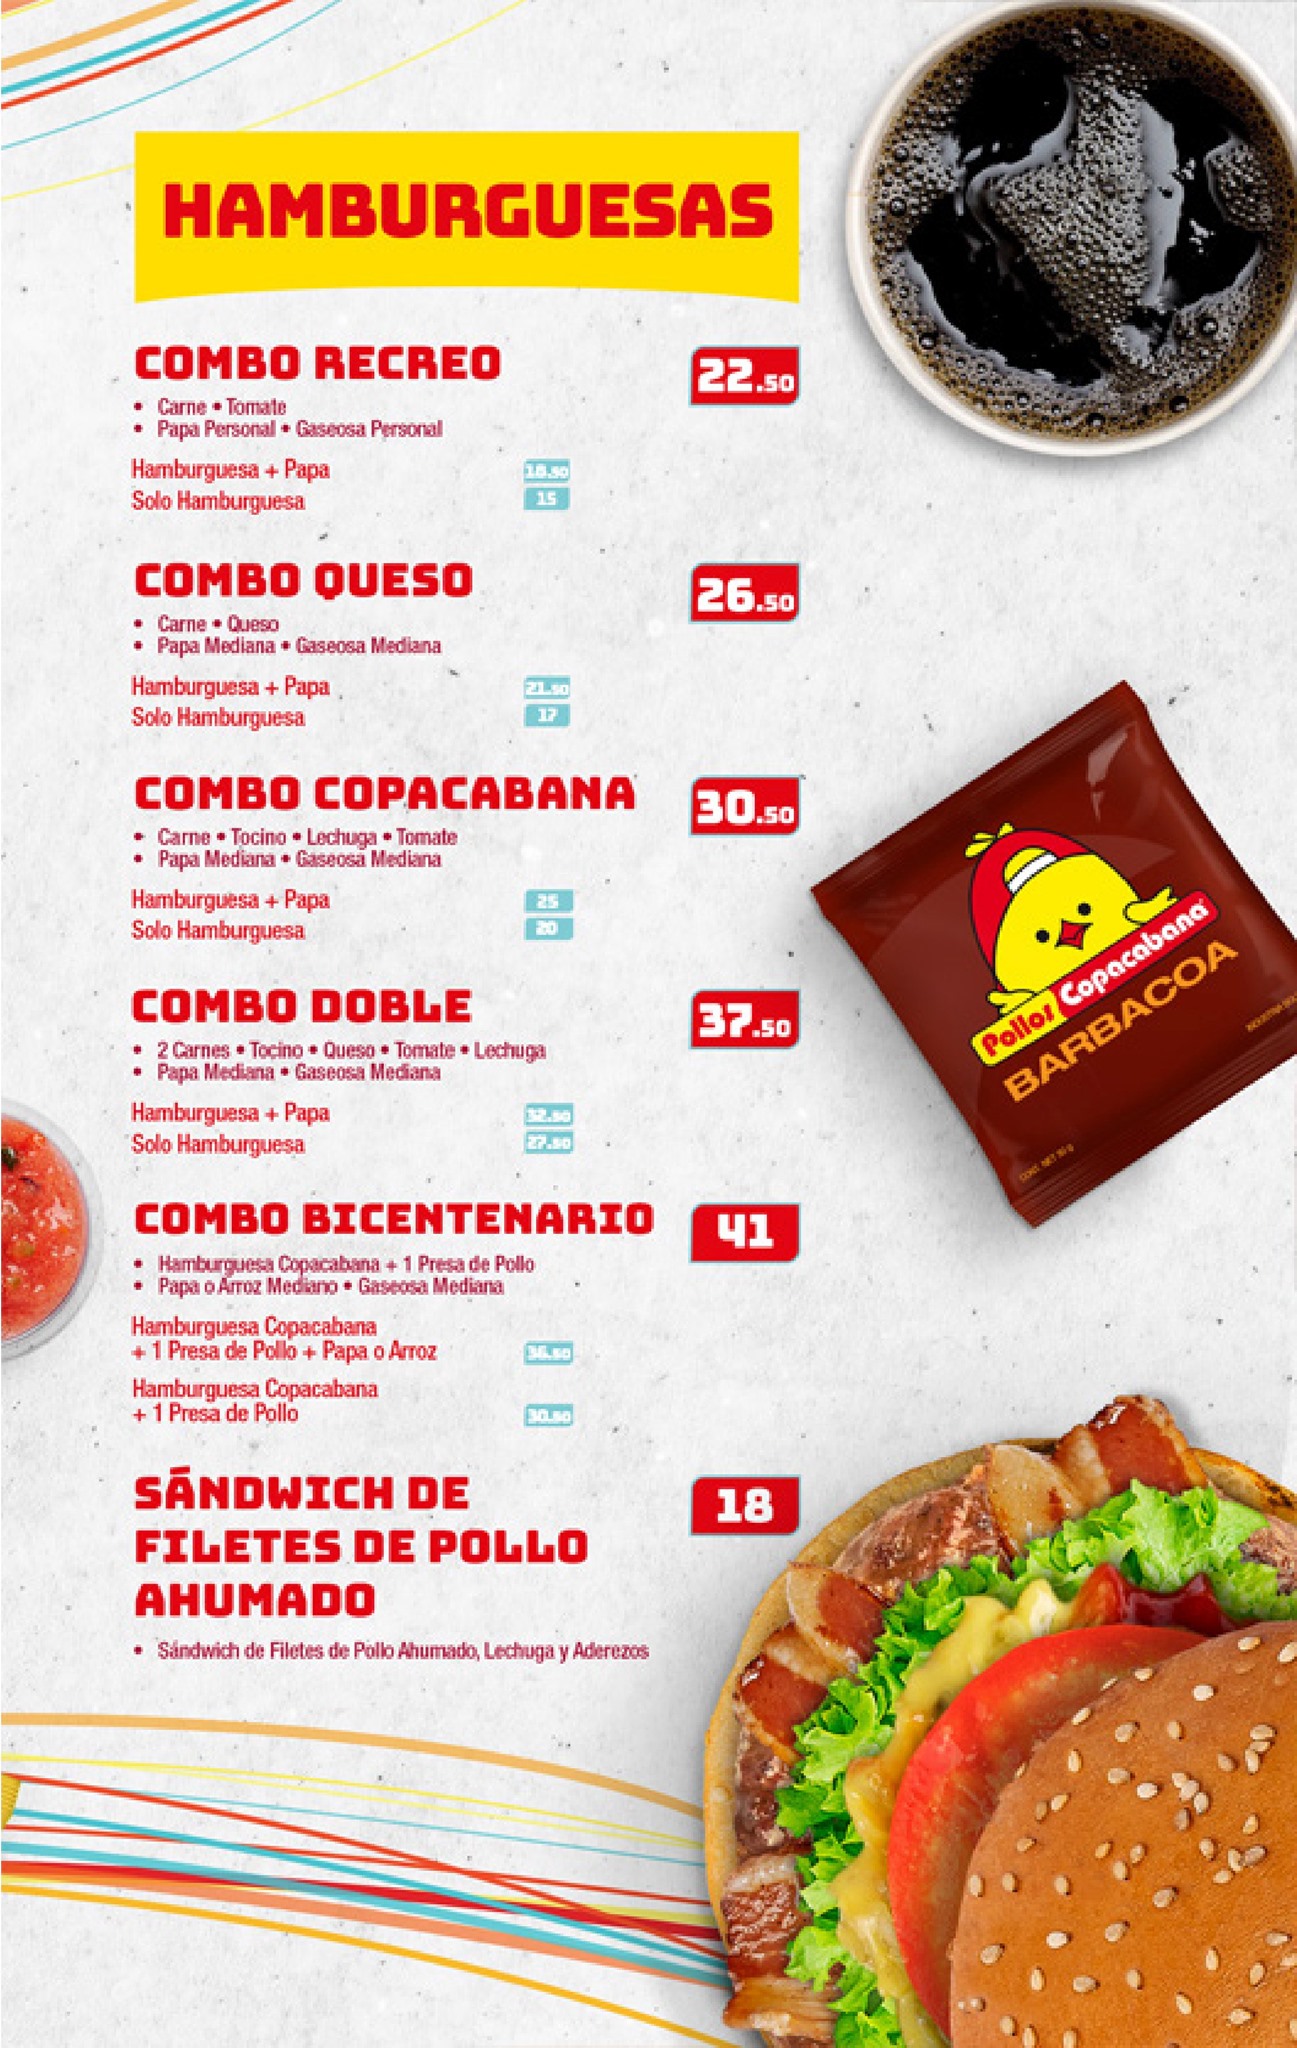 HAMBURGUESAS
COMBO RECREO
22.50
• Carne • Tomate
• Papa Personal • Gaseosa Personal
Hamburguesa + Papa 18.50
Solo Hamburguesa 15
COMBO QUESO
26.50
• Carne • Queso
• Papa Mediana • Gaseosa Mediana
Hamburguesa + Papa 21.50
Solo Hamburguesa 17
COMBO COPACABANA
30.50
• Carne • Tocino • Lechuga • Tomate
• Papa Mediana • Gaseosa Mediana
Hamburguesa + Papa 25
Solo Hamburguesa 20
Pollos Copacabana
BARBACOA
CONT. NET 30 g
COMBO DOBLE
37.50
• 2 Carnes • Tocino • Queso • Tomate • Lechuga
• Papa Mediana • Gaseosa Mediana
Hamburguesa + Papa 32.50
Solo Hamburguesa 27.50
COMBO BICENTENARIO
41
• Hamburguesa Copacabana + 1 Presa de Pollo
• Papa o Arroz Mediano • Gaseosa Mediana
Hamburguesa Copacabana
+ 1 Presa de Pollo + Papa o Arroz 36.50
Hamburguesa Copacabana
+ 1 Presa de Pollo 30.50
SÁNDWICH DE
FILETES DE POLLO
AHUMADO
18
• Sándwich de Filetes de Pollo Ahumado, Lechuga y Aderezos